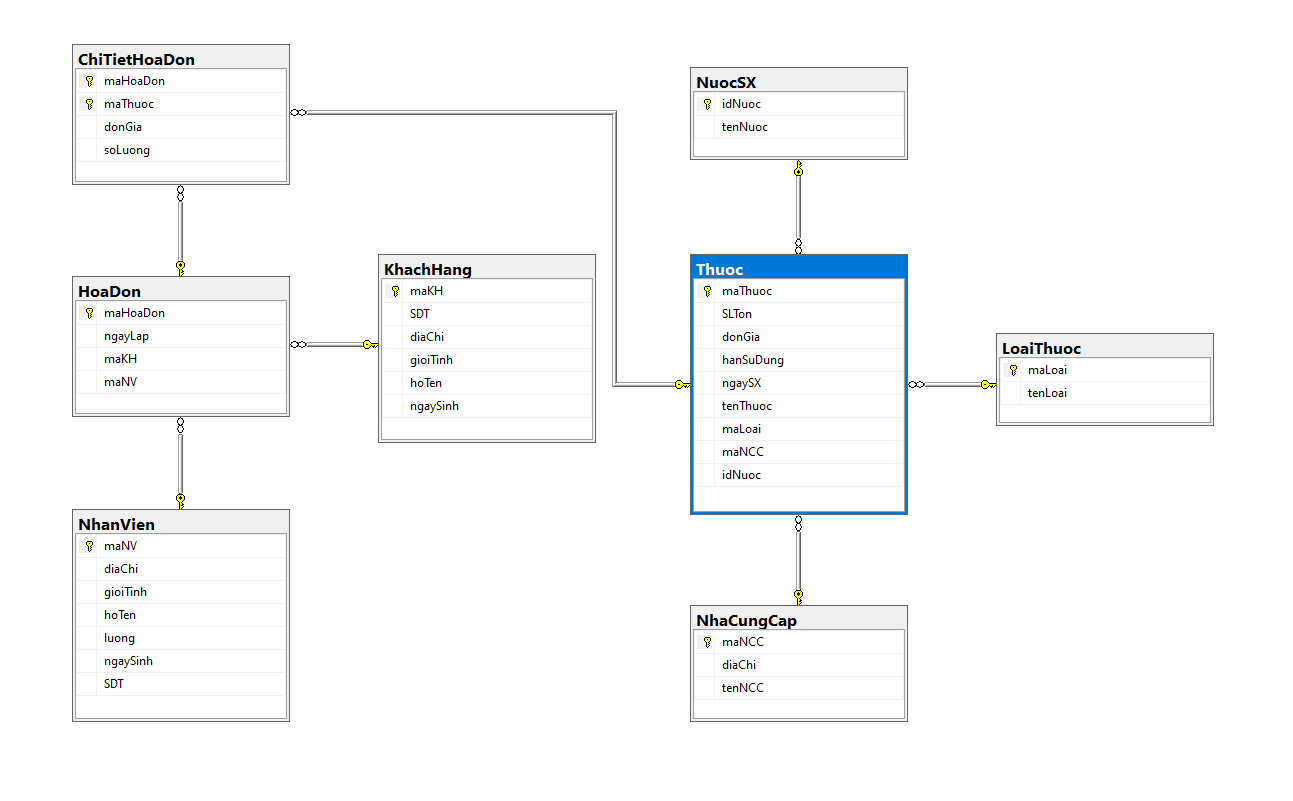 ChiTietHoaDon
maHoaDon
maThuoc
donGia
soLuong
HoaDon
maHoaDon
ngayLap
maKH
maNV
NhanVien
maNV
diaChi
gioiTinh
hoTen
luong
ngaySinh
SDT
KhachHang
maKH
SDT
diaChi
gioiTinh
hoTen
ngaySinh
NuocSX
idNuoc
tenNuoc
Thuoc
maThuoc
SLTon
donGia
hanSuDung
ngaySX
tenThuoc
maLoai
maNCC
idNuoc
NhaCungCap
maNCC
diaChi
tenNCC
LoaiThuoc
maLoai
tenLoai